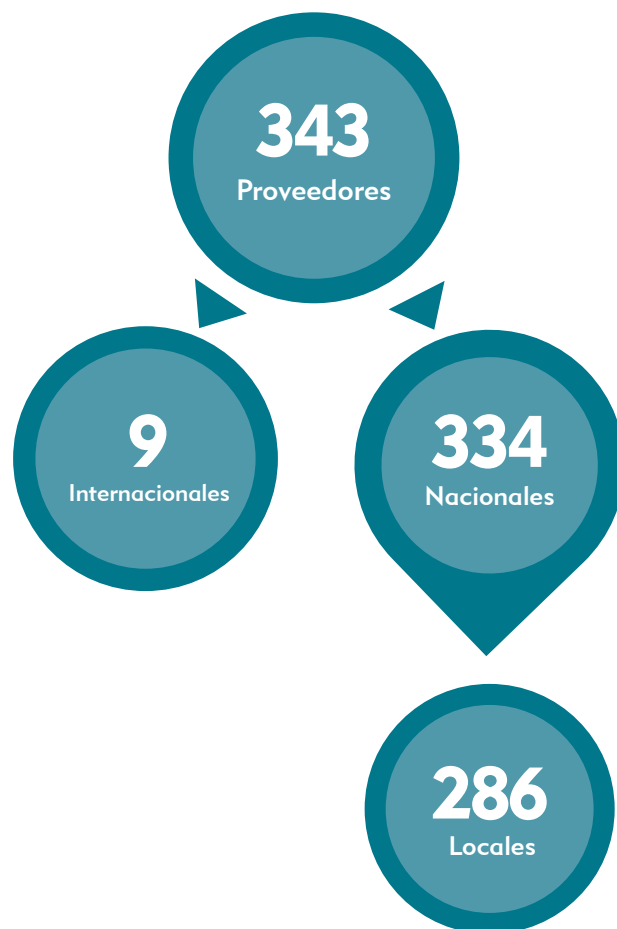 343
Proveedores
9
Internacionales
334
Nacionales
286
Locales